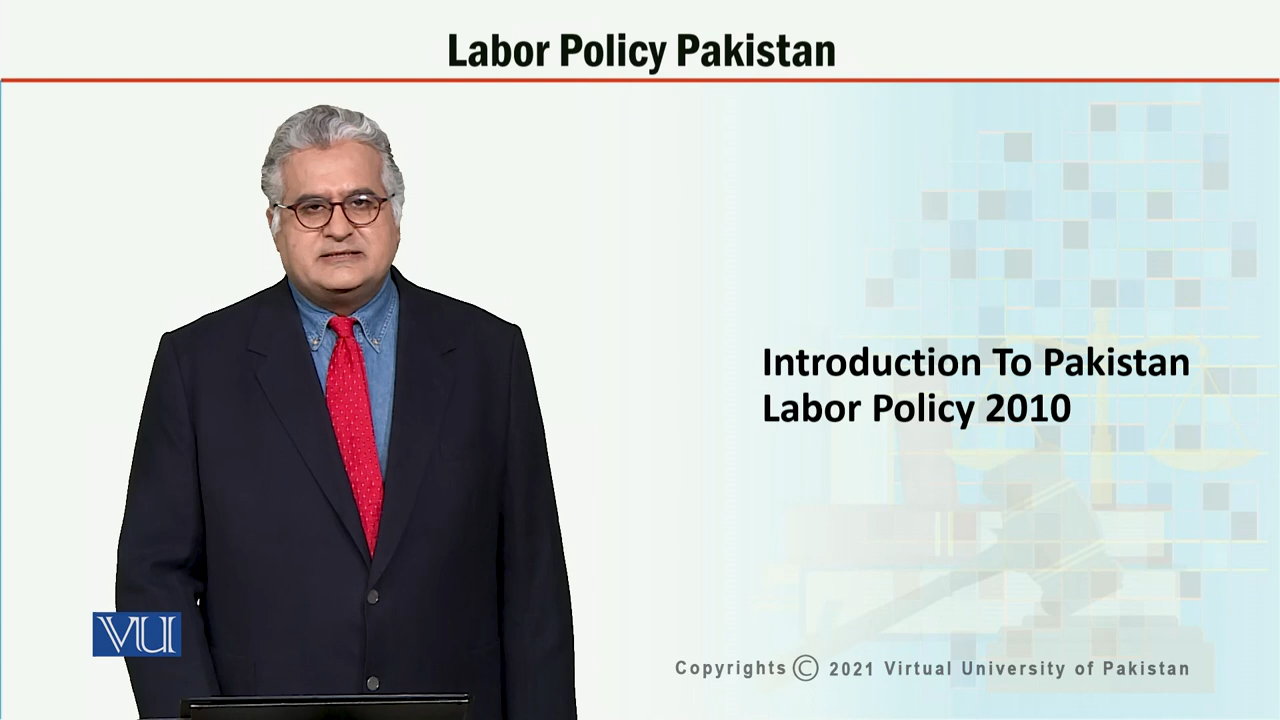 Labor Policy Pakistan
Introduction To Pakistan
Labor Policy 2010
VU
Copyrights © 2021 Virtual University of Pakistan